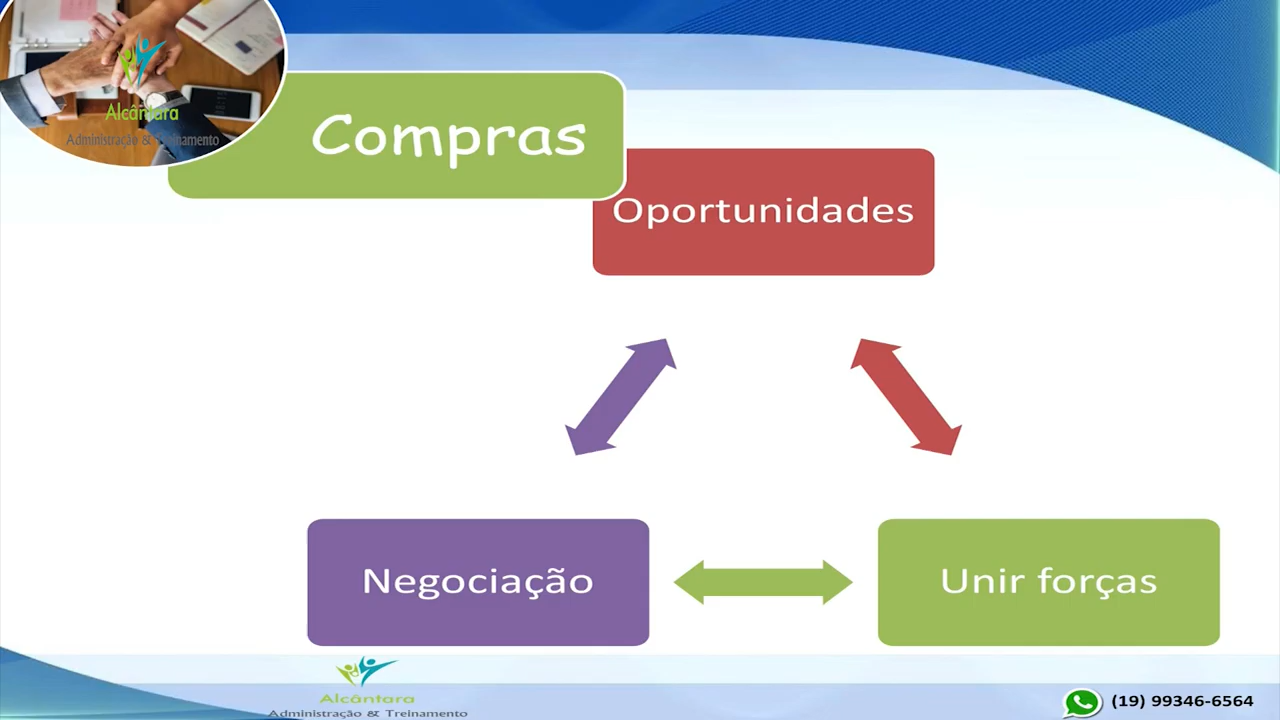 Alcântara
Administração & Treinamento
Compras
Oportunidades
Negociação
Unir forças
Alcântara
Administração & Treinamento
(19) 99346-6564